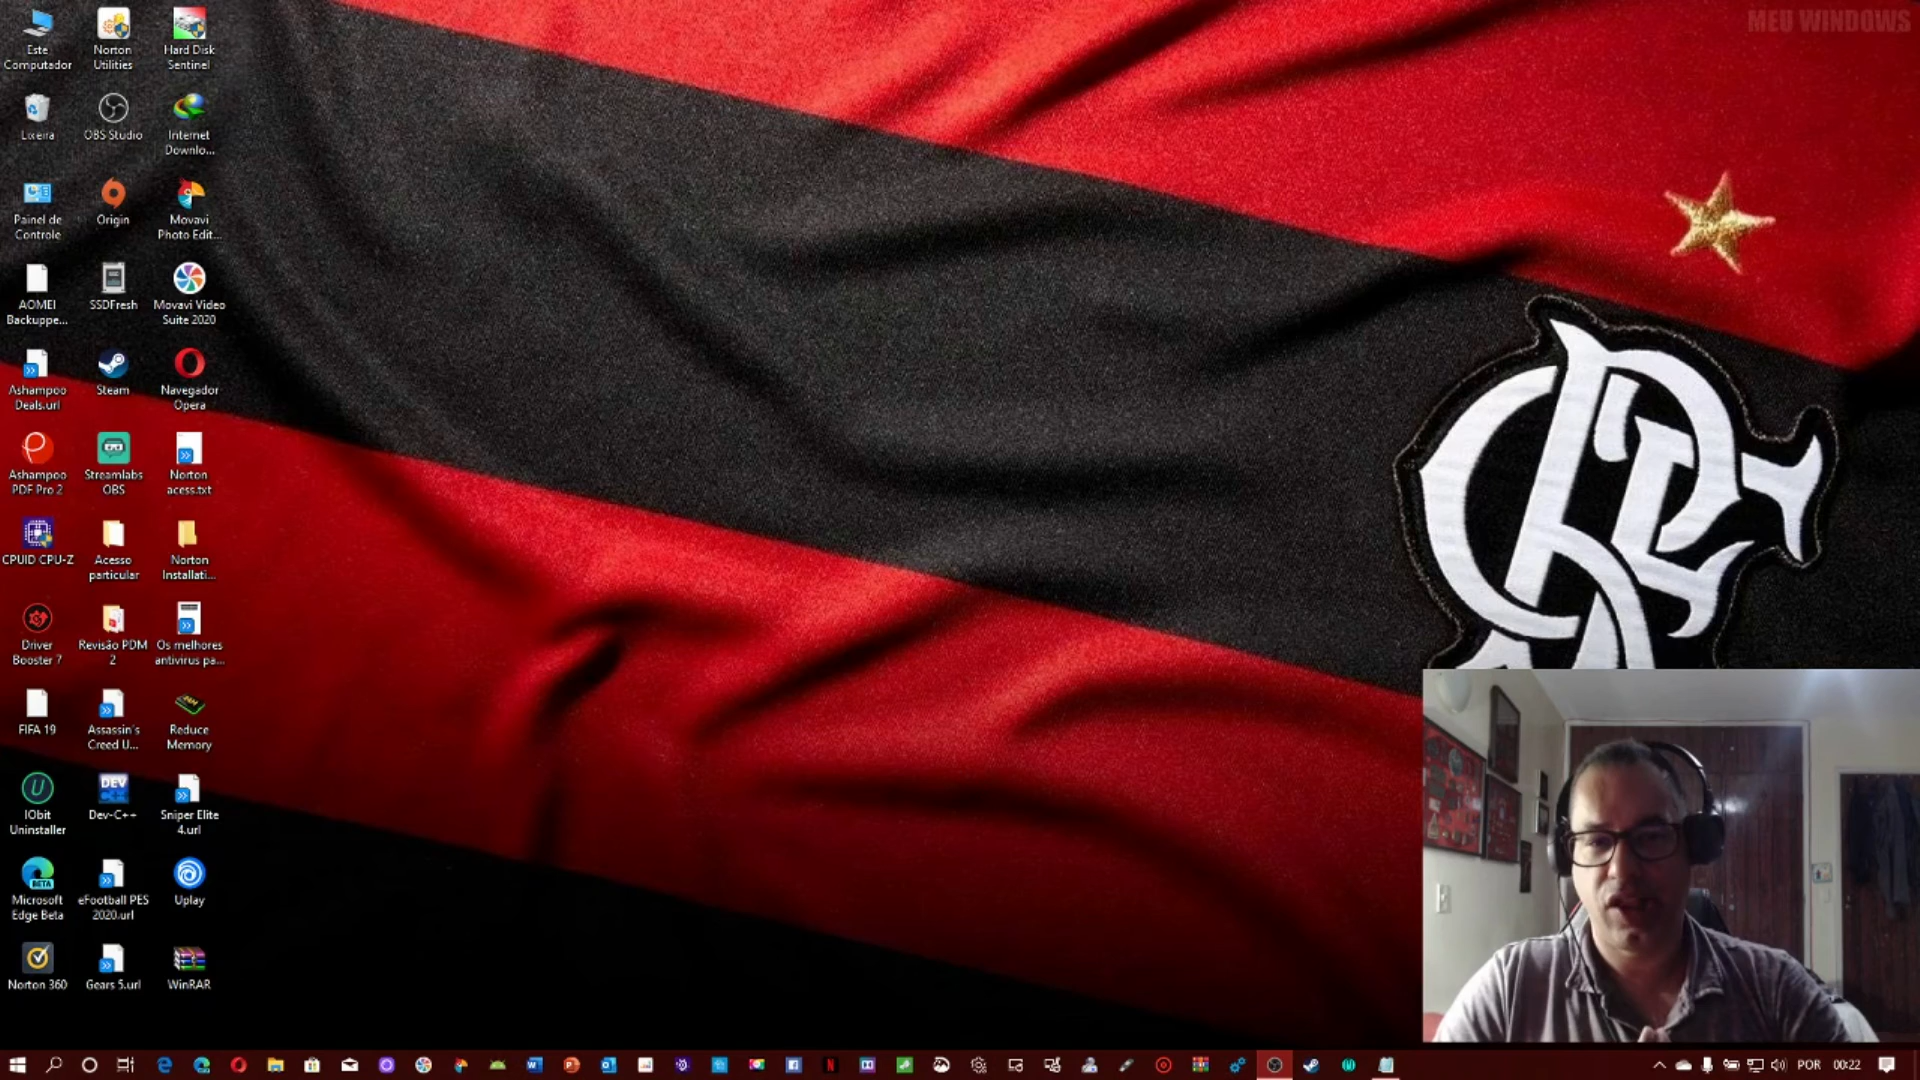 MEU WINDOWS
Este
Computador
Norton
Utilities
Hard Disk
Sentinel
Lixeira
OBS Studio
Internet
Downlo...
Painel de
Controle
Origin
Movavi
Photo Edit...
AOMEI
Backuppe...
SSDFresh
Movavi Video
Suite 2020
Ashampoo
Deals.url
Steam
Navegador
Opera
Ashampoo
PDF Pro 2
Streamlabs
OBS
Norton
acess.txt
CPUID CPU-Z
Acesso
particular
Norton
Installati...
Driver
Booster 7
Revisão PDM
2
Os melhores
antivirus pa...
FIFA 19
Assassin's
Creed U...
Reduce
Memory
IObit
Uninstaller
DEV
C++
Dev-C++
Sniper Elite
4.url
BETA
Microsoft
Edge Beta
eFootball PES
2020.url
Uplay
Norton 360
Gears 5.url
WinRAR
POR
00:22